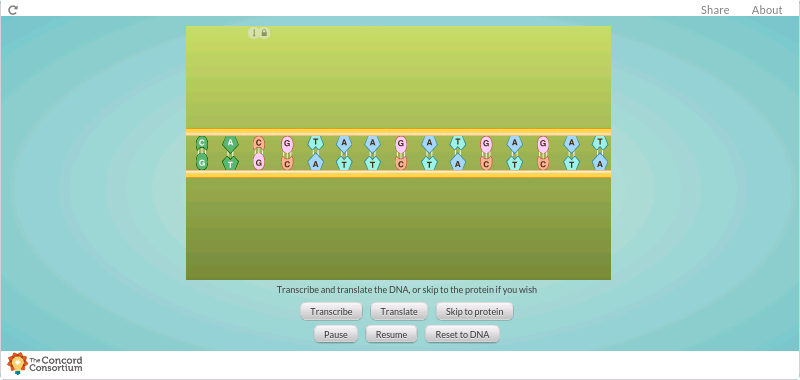 Share About
C A C G T A A G A T G A G A T
G T G C A T T C T A C T C T A
Transcribe and translate the DNA, or skip to the protein if you wish
Transcribe Translate Skip to protein
Pause Resume Reset to DNA
The Concord
Consortium